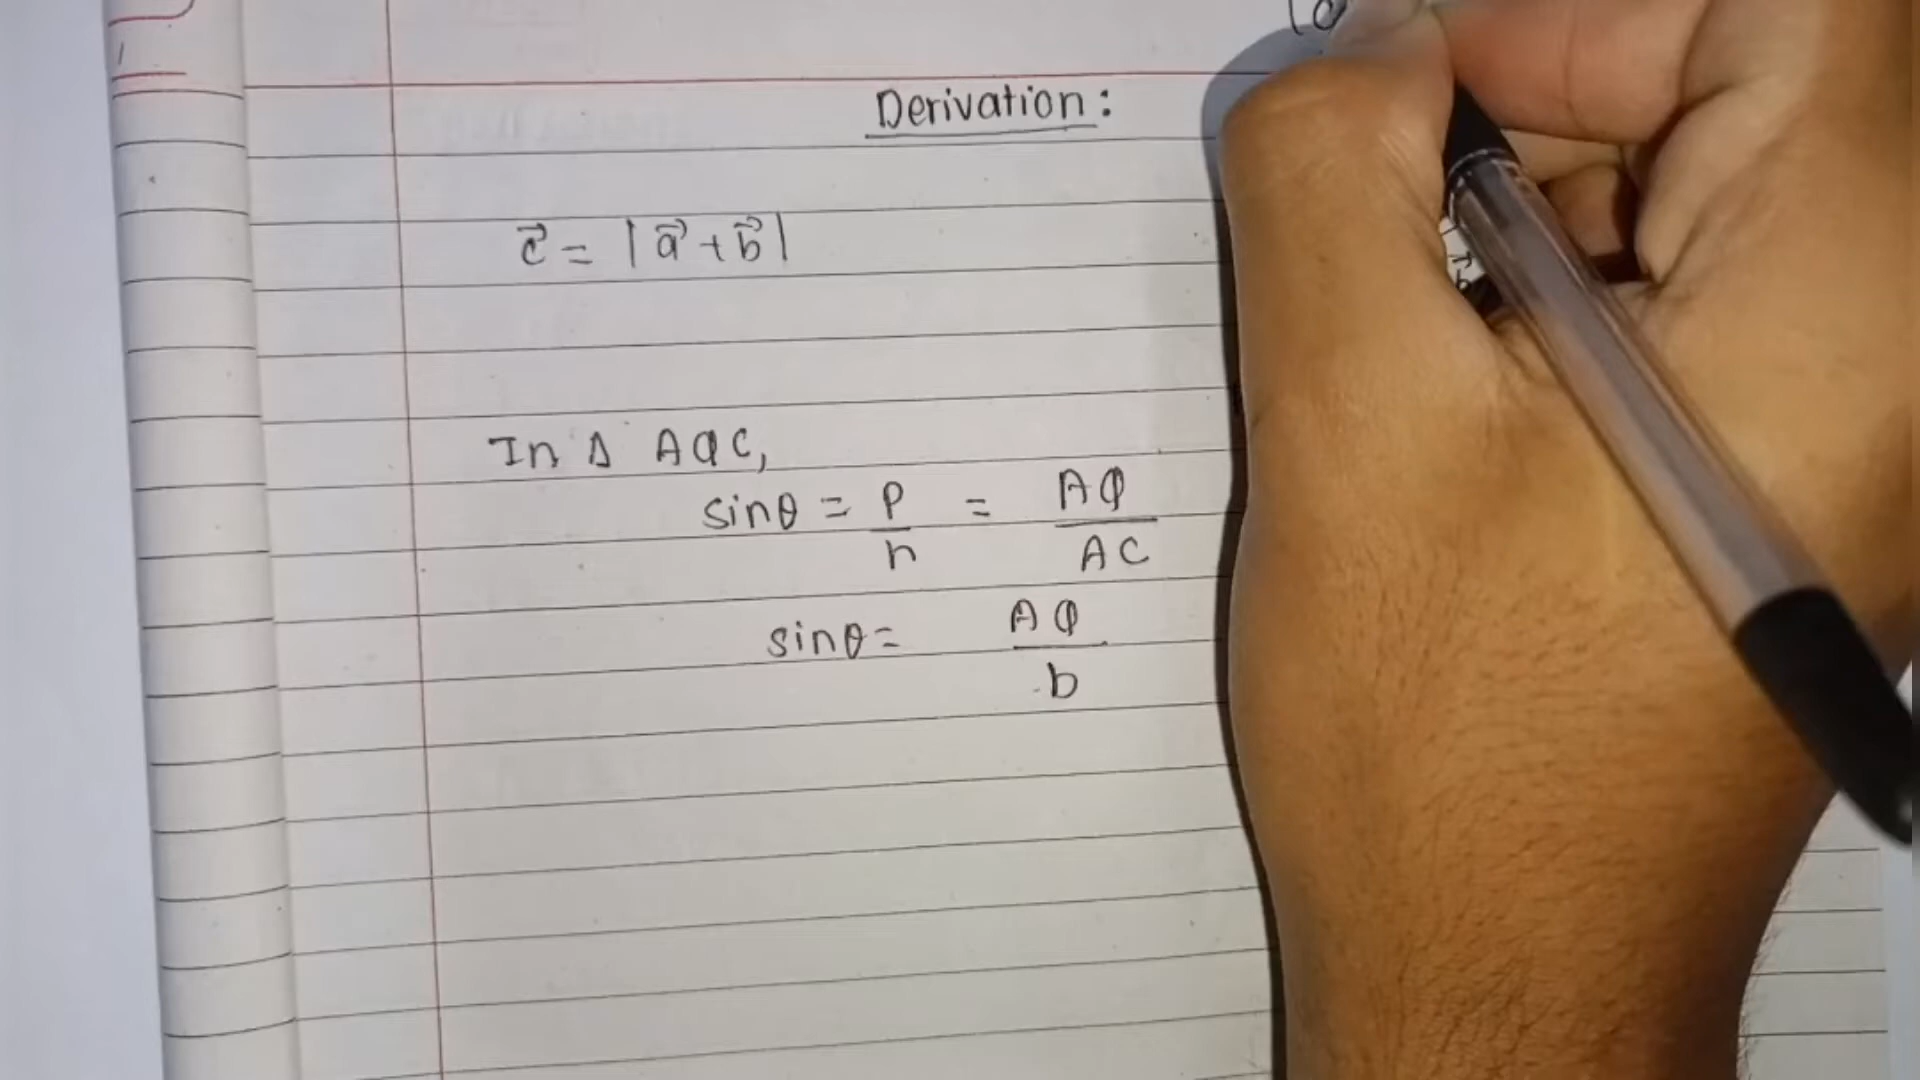 Derivation:
c⃗ = |a⃗ + b⃗|
In Δ AQC,
sinθ = P/h = AQ/AC
sinθ = AQ/b